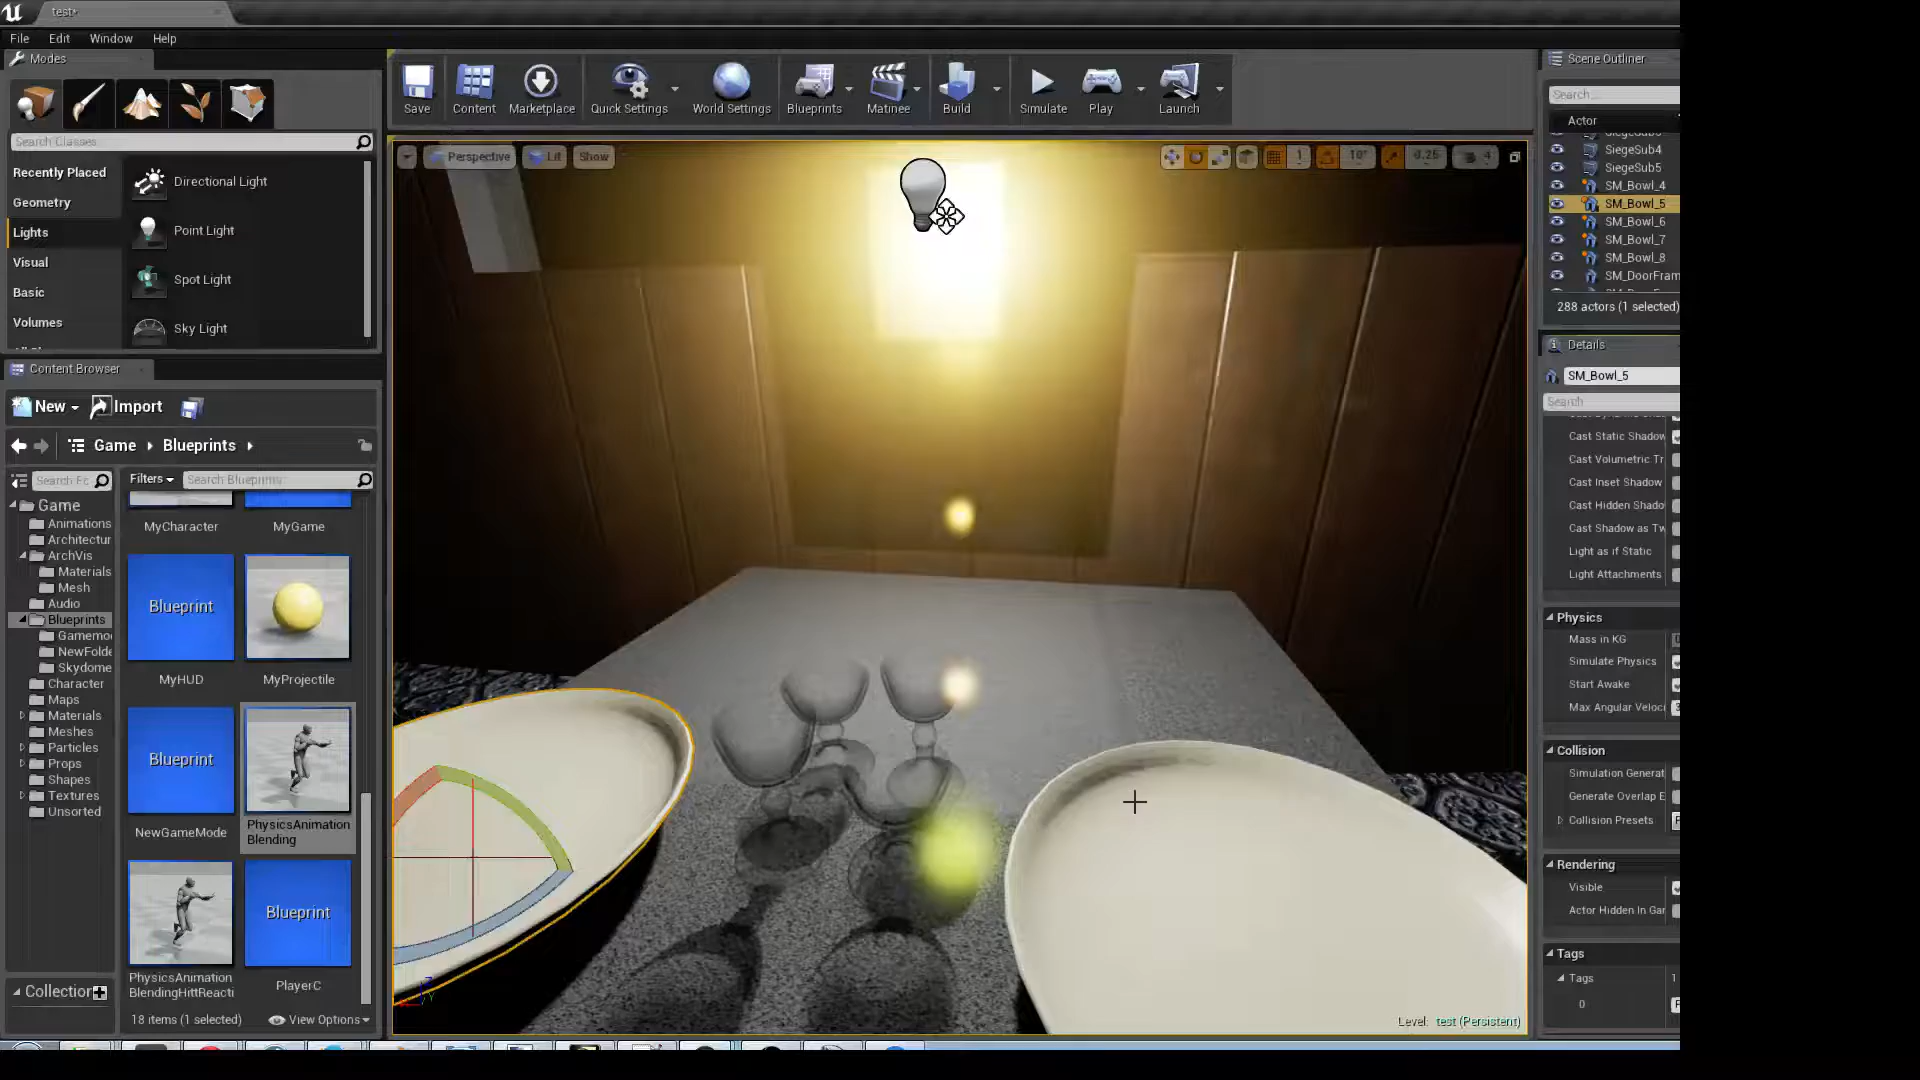 test*
File Edit Window Help
Modes
Save Content Marketplace Quick Settings World Settings Blueprints Matinee Build Simulate Play Launch
Search Classes
Recently Placed
Geometry
Lights
Visual
Basic
Volumes
Directional Light
Point Light
Spot Light
Sky Light
Content Browser
New Import
Game Blueprints
Filters Search Blueprints
Game
Animations
Architectur
ArchVis
Materials
Mesh
Audio
Blueprints
Gamemo
NewFolde
Skydome
Character
Maps
Materials
Meshes
Particles
Props
Shapes
Textures
Unsorted
Collection
MyCharacter MyGame
Blueprint
MyHUD MyProjectile
Blueprint
NewGameMode
PhysicsAnimation
Blending
Blueprint
PhysicsAnimation
BlendingHitReacti
PlayerC
18 items (1 selected) View Options
Perspective Lit Show
1 10° 0.25 4
Level: test (Persistent)
Scene Outliner
Search...
Actor
SiegeSub4
SiegeSub5
SM_Bowl_4
SM_Bowl_5
SM_Bowl_6
SM_Bowl_7
SM_Bowl_8
SM_DoorFram
288 actors (1 selected)
Details
SM_Bowl_5
Search
Cast Static Shadow
Cast Volumetric Tr
Cast Inset Shadow
Cast Hidden Shado
Cast Shadow as Tw
Light as if Static
Light Attachments
Physics
Mass in KG
Simulate Physics
Start Awake
Max Angular Veloci
Collision
Simulation Generat
Generate Overlap E
Collision Presets
Rendering
Visible
Actor Hidden In Gar
Tags
Tags 1
0